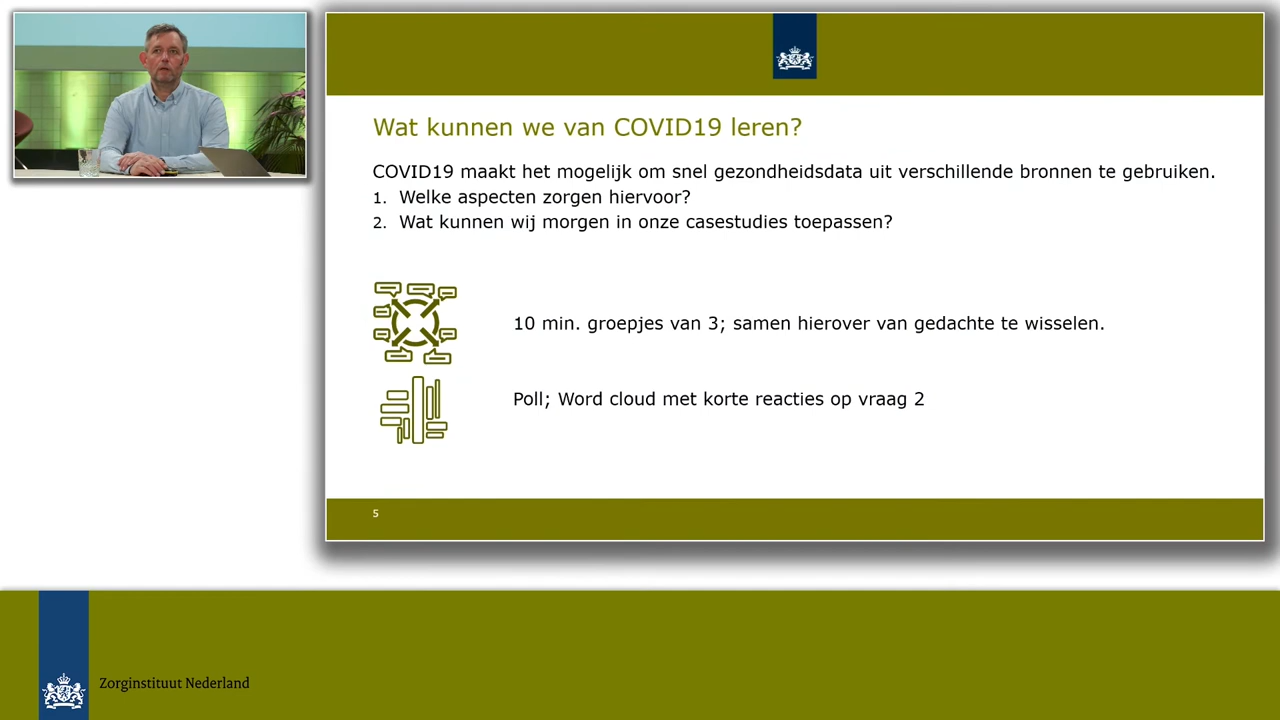 Wat kunnen we van COVID19 leren?
COVID19 maakt het mogelijk om snel gezondheidsdata uit verschillende bronnen te gebruiken.
1. Welke aspecten zorgen hiervoor?
2. Wat kunnen wij morgen in onze casestudies toepassen?
10 min. groepjes van 3; samen hierover van gedachte te wisselen.
Poll; Word cloud met korte reacties op vraag 2
5
Zorginstituut Nederland